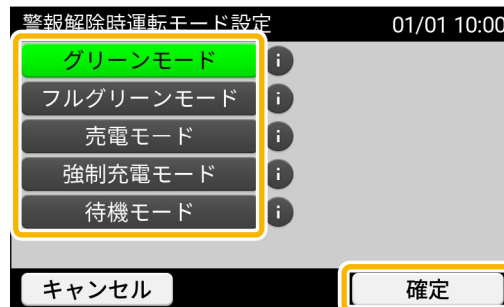 警報解除時運転モード設定 01/01 10:00
グリーンモード i
フルグリーンモード i
売電モード i
強制充電モード i
待機モード i
キャンセル 確定